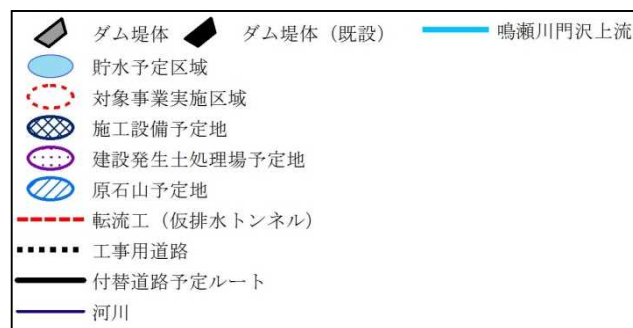 ダム堤体 ダム堤体（既設） 鳴瀬川門沢上流
貯水予定区域
対象事業実施区域
施工設備予定地
建設発生土処理場予定地
原石山予定地
転流工（仮排水トンネル）
工事用道路
付替道路予定ルート
河川